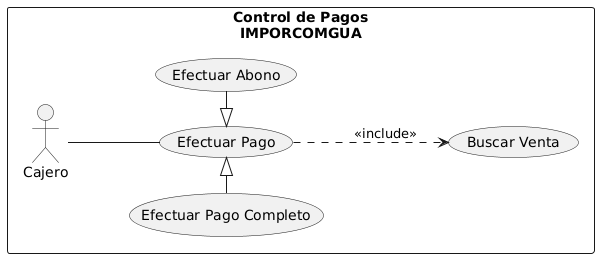 Control de Pagos
IMPORCOMGUA
Efectuar Abono
Cajero
Efectuar Pago
«include»
Buscar Venta
Efectuar Pago Completo